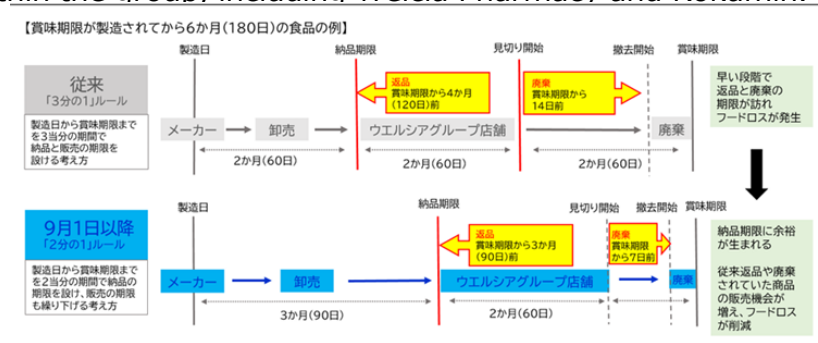 【賞味期限が製造されてから6か月(180日)の食品の例】
製造日
納品期限
見切り開始
撤去開始
賞味期限
従来
「3分の1」ルール
製造日から賞味期限まで
を3当分の期間で
納品と販売の期限を
設ける考え方
返品
賞味期限から4か月
(120日)前
廃棄
賞味期限から
14日前
メーカー
卸売
ウエルシアグループ店舗
廃棄
2か月(60日)
2か月(60日)
2か月(60日)
早い段階で
返品と廃棄の
期限が訪れ
フードロスが発生
製造日
納品期限
見切り開始
撤去開始
賞味期限
9月1日以降
「2分の1」ルール
製造日から賞味期限まで
を2当分の期間で納品の
期限を設け、販売の期限
も繰り下げる考え方
返品
賞味期限から3か月
(90日)前
廃棄
賞味期限
から7日前
メーカー
卸売
ウエルシアグループ店舗
廃棄
3か月(90日)
2か月(60日)
納品期限に余裕
が生まれる
従来返品や廃棄
されていた商品
の販売機会が
増え、フードロス
が削減